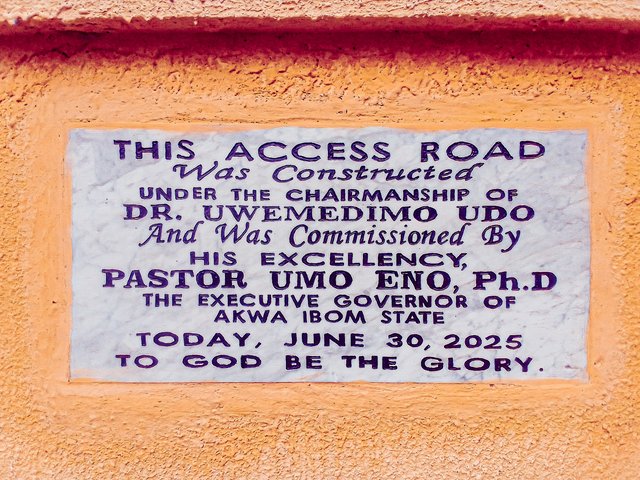 THIS ACCESS ROAD
Was Constructed
UNDER THE CHAIRMANSHIP OF
DR. UWEMEDIMO UDO
And Was Commissioned By
HIS EXCELLENCY,
PASTOR UMO ENO, Ph.D
THE EXECUTIVE GOVERNOR OF
AKWA IBOM STATE
TODAY, JUNE 30, 2025
TO GOD BE THE GLORY.